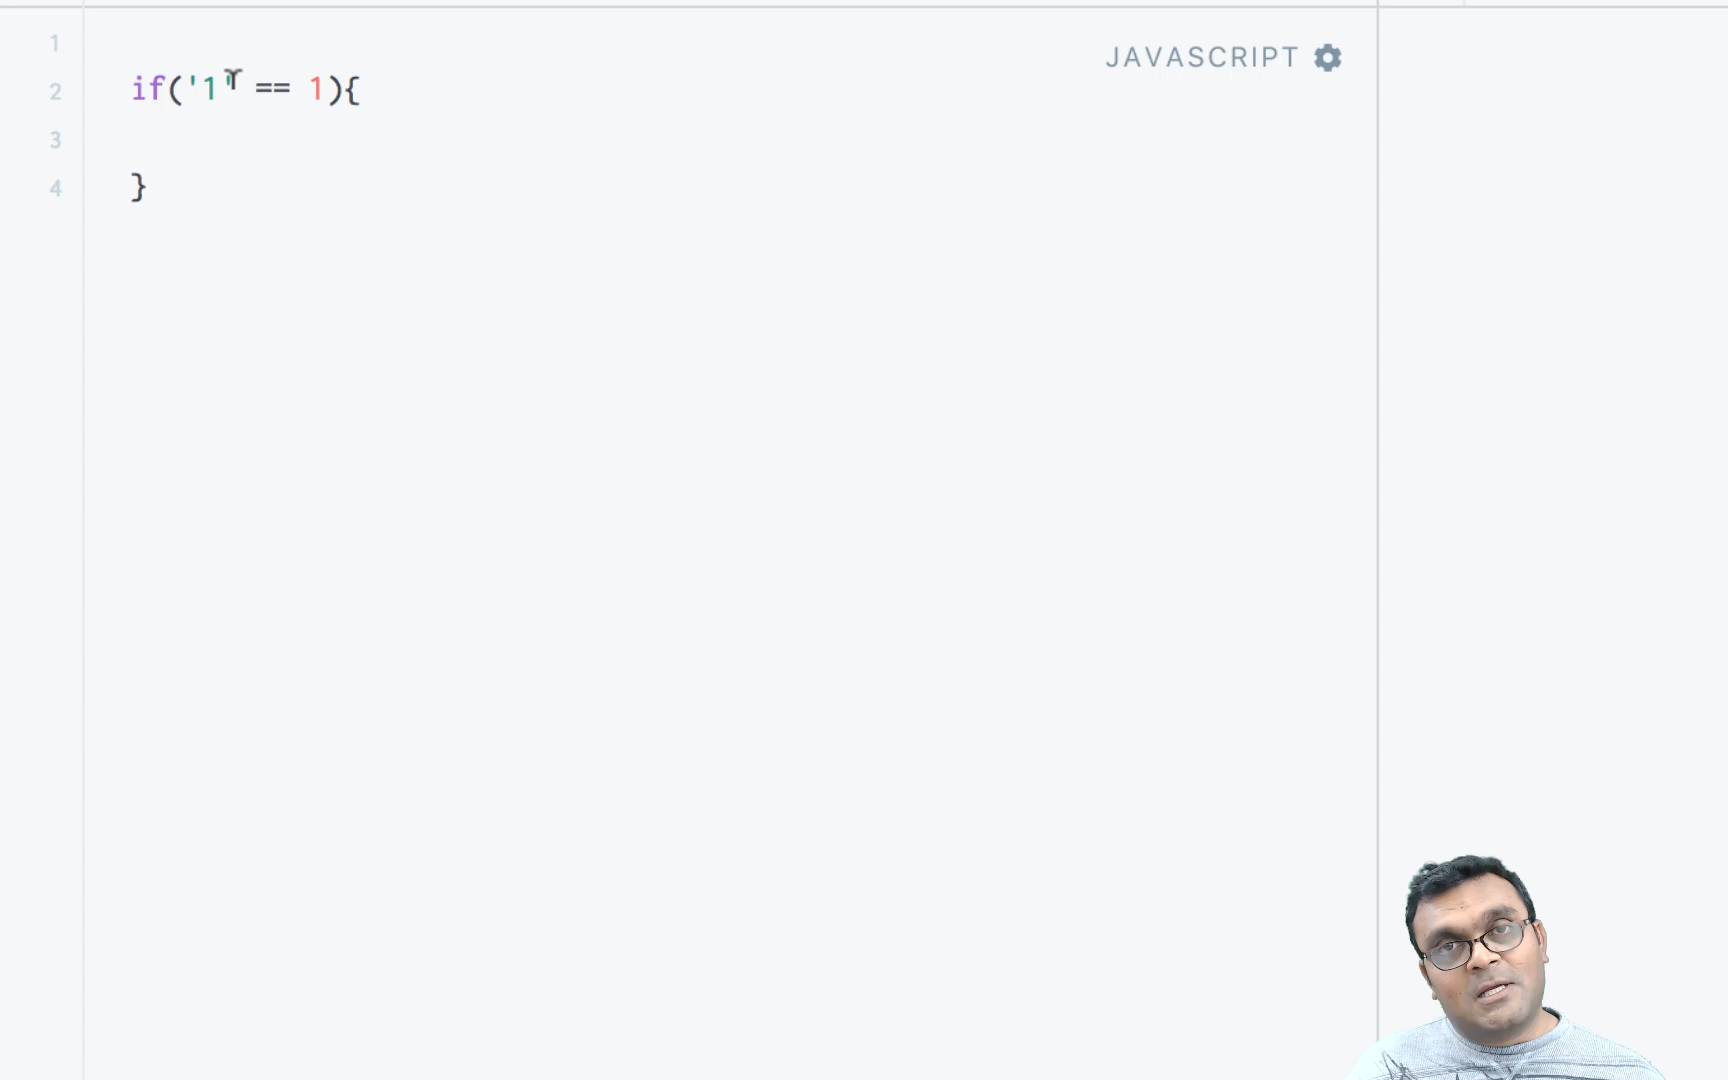 JAVASCRIPT
1
2 if('1' == 1){
3
4 }